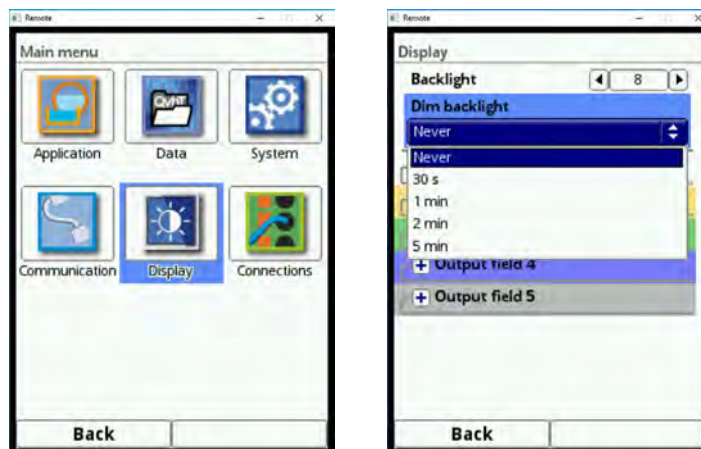 Remote
Main menu
QVHT
Application
Data
System
Communication
Display
Connections
Back
Remote
Display
Backlight
8
Dim backlight
Never
Never
30 s
1 min
2 min
5 min
Output field 4
Output field 5
Back